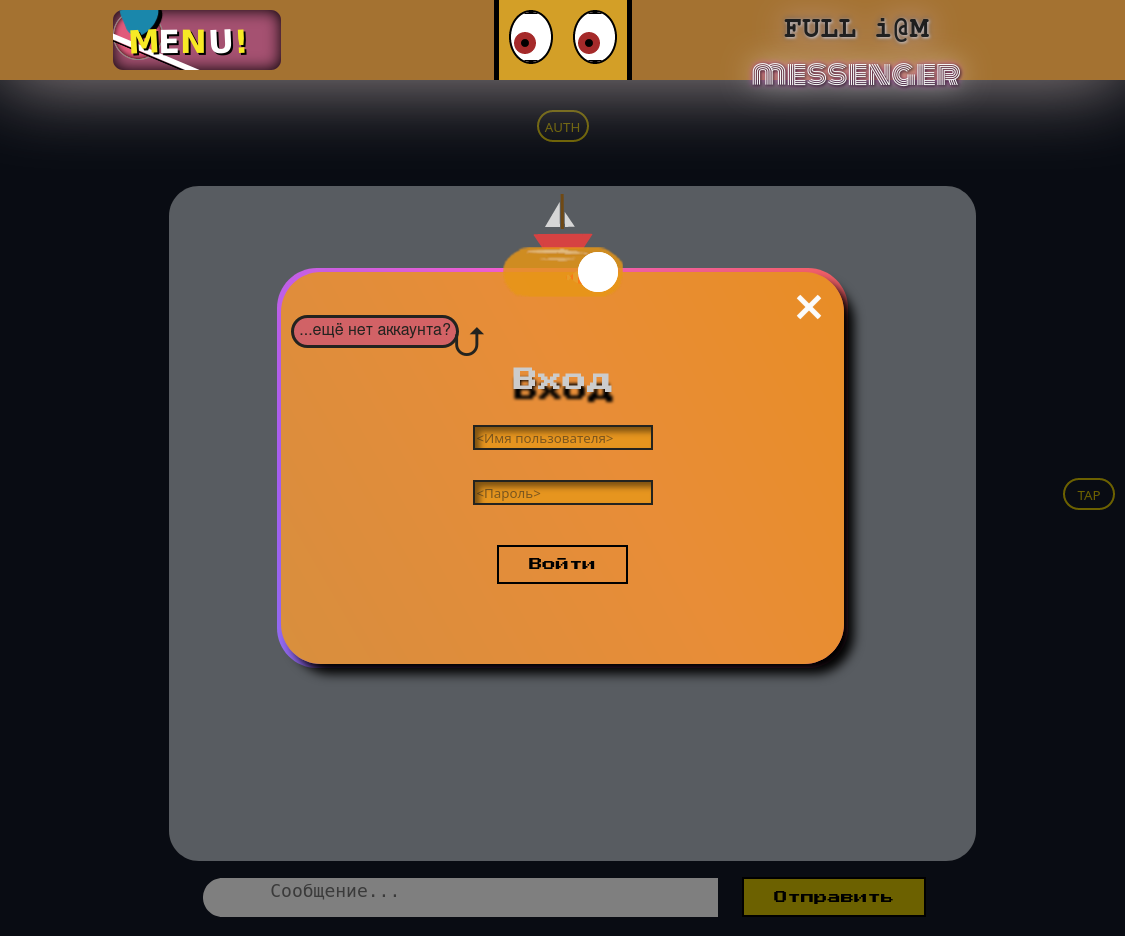 MENU!
FULL i@M
MESSENGER
AUTH
...ещё нет аккаунта?
Вход
<Имя пользователя>
<Пароль>
TAP
Войти
Сообщение...
Отправить